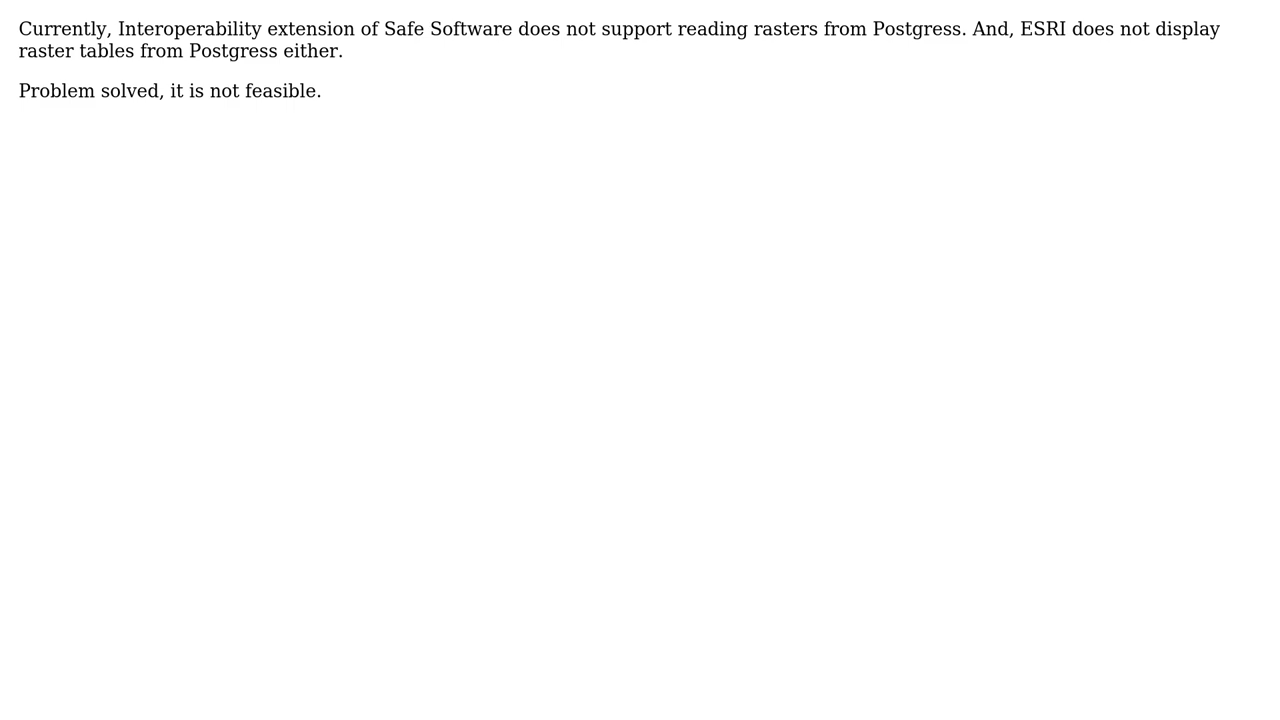 Currently, Interoperability extension of Safe Software does not support reading rasters from Postgress. And, ESRI does not display
raster tables from Postgress either.
Problem solved, it is not feasible.